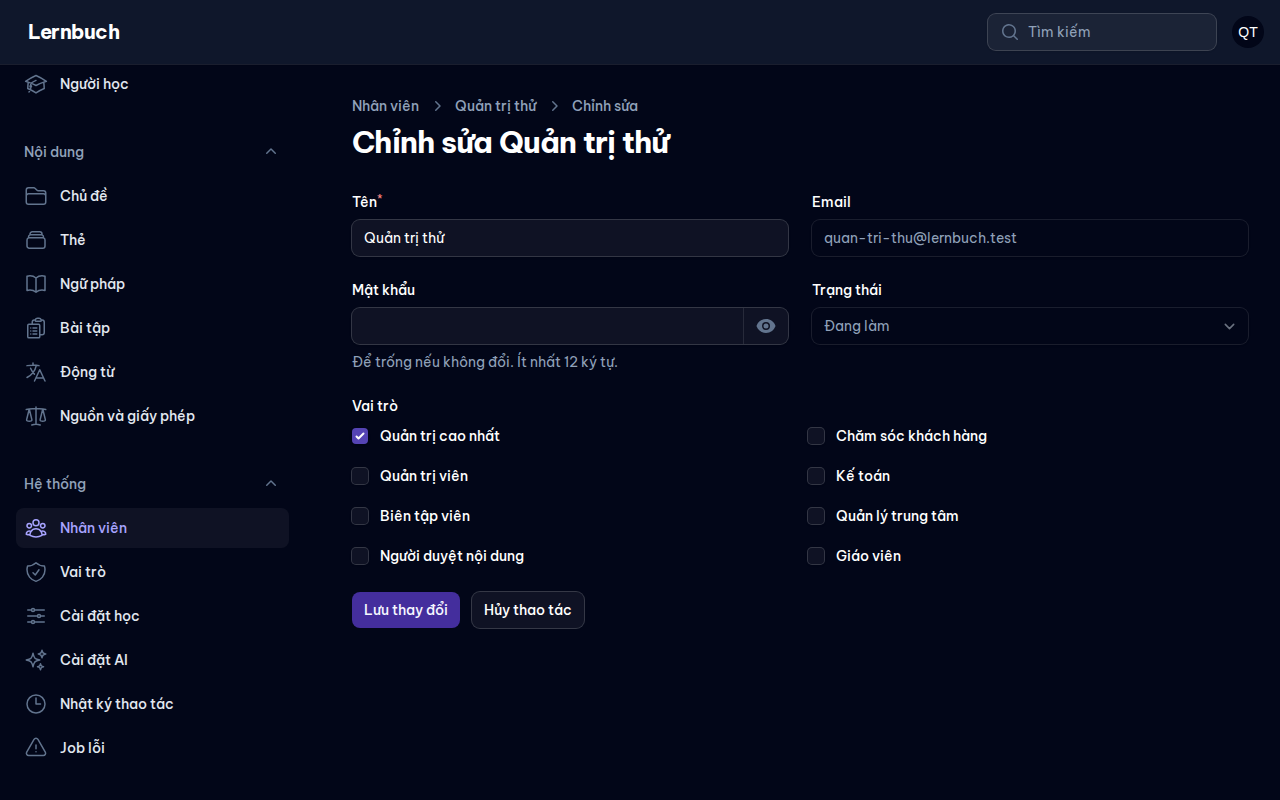 Lernbuch
Tìm kiếm
QT
Người học
Nội dung
Chủ đề
Thẻ
Ngữ pháp
Bài tập
Động từ
Nguồn và giấy phép
Hệ thống
Nhân viên
Vai trò
Cài đặt học
Cài đặt AI
Nhật ký thao tác
Job lỗi
Nhân viên > Quản trị thử > Chỉnh sửa
Chỉnh sửa Quản trị thử
Tên*
Quản trị thử
Email
quan-tri-thu@lernbuch.test
Mật khẩu
Để trống nếu không đổi. Ít nhất 12 ký tự.
Trạng thái
Đang làm
Vai trò
Quản trị cao nhất
Chăm sóc khách hàng
Quản trị viên
Kế toán
Biên tập viên
Quản lý trung tâm
Người duyệt nội dung
Giáo viên
Lưu thay đổi
Hủy thao tác